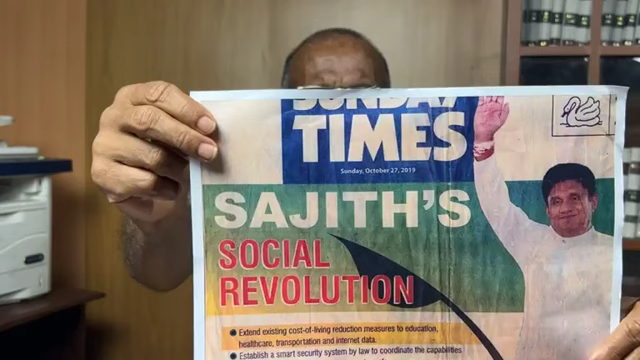 SUNDAY
TIMES
Sunday, October 27, 2019
SAJITH'S
SOCIAL
REVOLUTION
Extend existing cost-of-living reduction measures to education,
healthcare, transportation and internet data.
Establish a smart security system by law to coordinate the capabilities